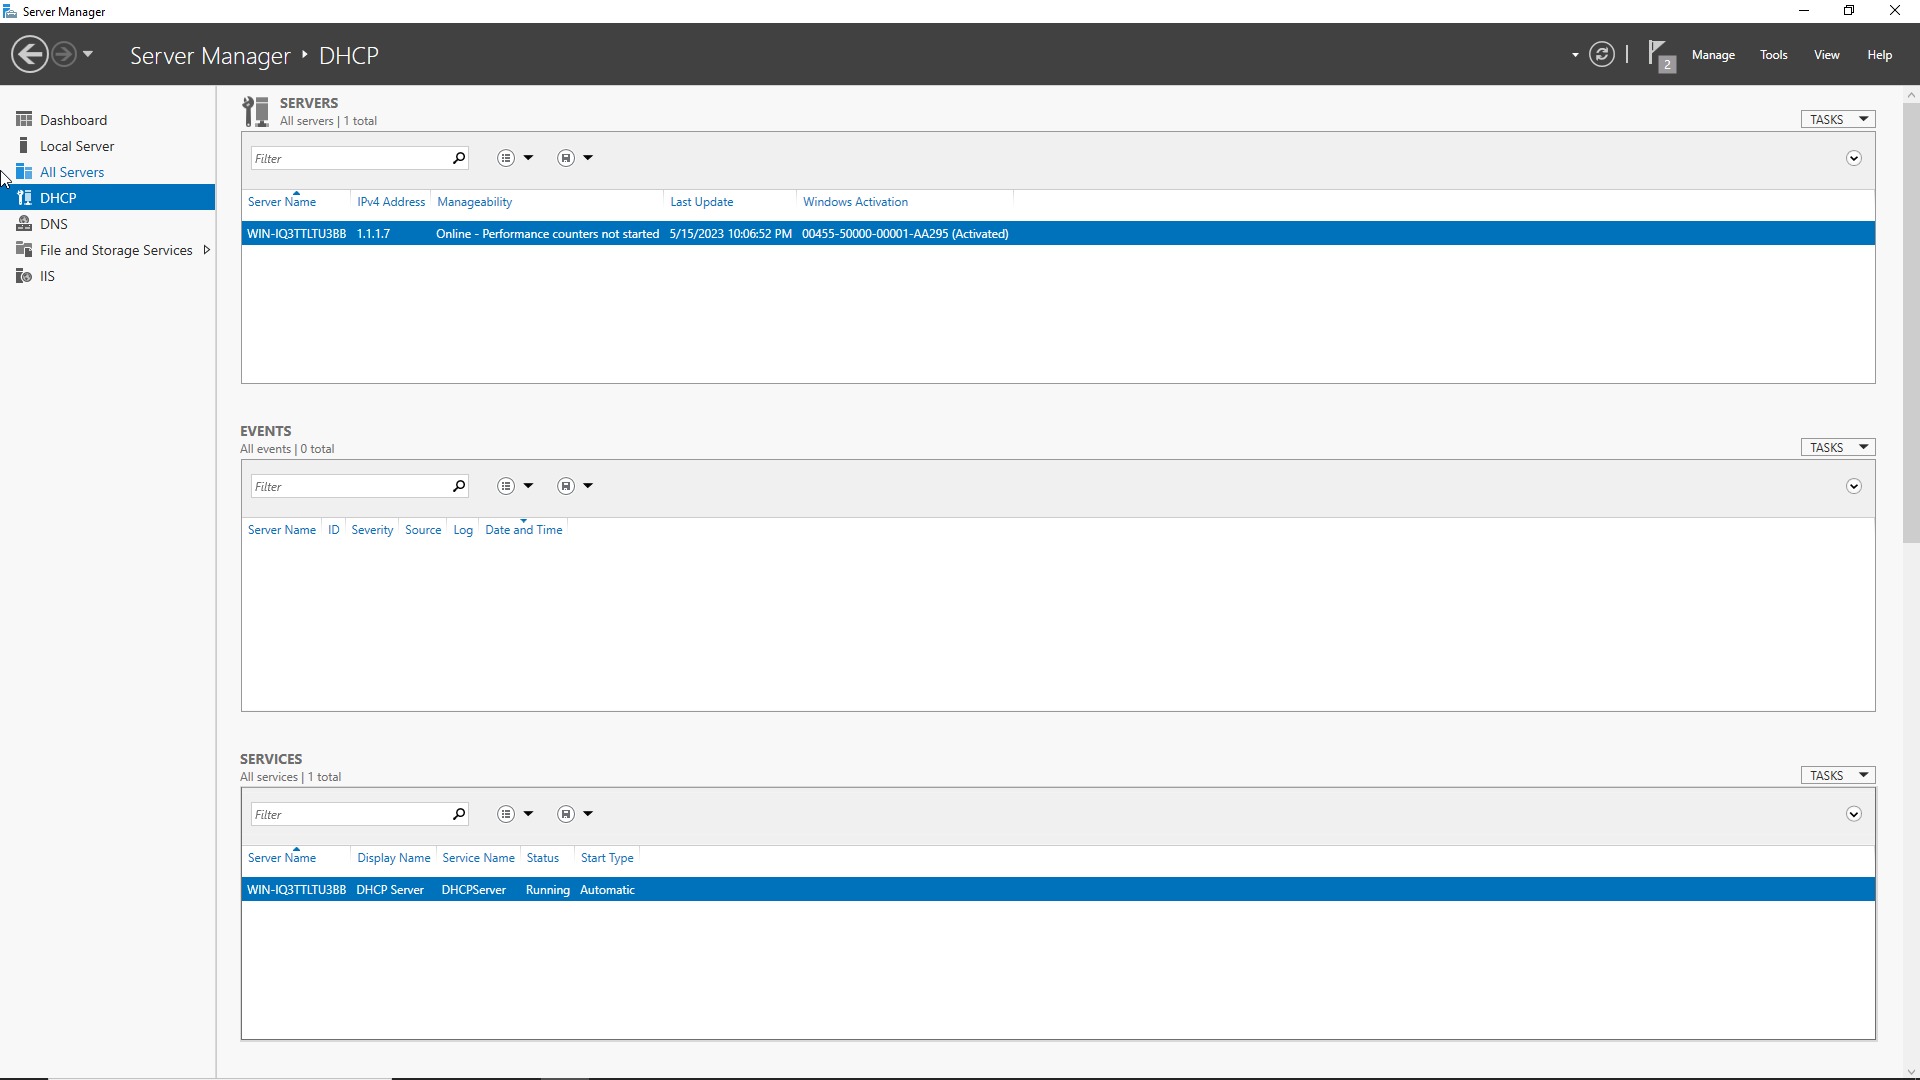 Server Manager
Server Manager ‣ DHCP
2
Manage
Tools
View
Help
Dashboard
Local Server
All Servers
DHCP
DNS
File and Storage Services
IIS
SERVERS
All servers | 1 total
TASKS
Filter
Server Name IPv4 Address Manageability Last Update Windows Activation
WIN-IQ3TTLTU3BB 1.1.1.7 Online - Performance counters not started 5/15/2023 10:06:52 PM 00455-50000-00001-AA295 (Activated)
EVENTS
All events | 0 total
TASKS
Filter
Server Name ID Severity Source Log Date and Time
SERVICES
All services | 1 total
TASKS
Filter
Server Name Display Name Service Name Status Start Type
WIN-IQ3TTLTU3BB DHCP Server DHCPServer Running Automatic